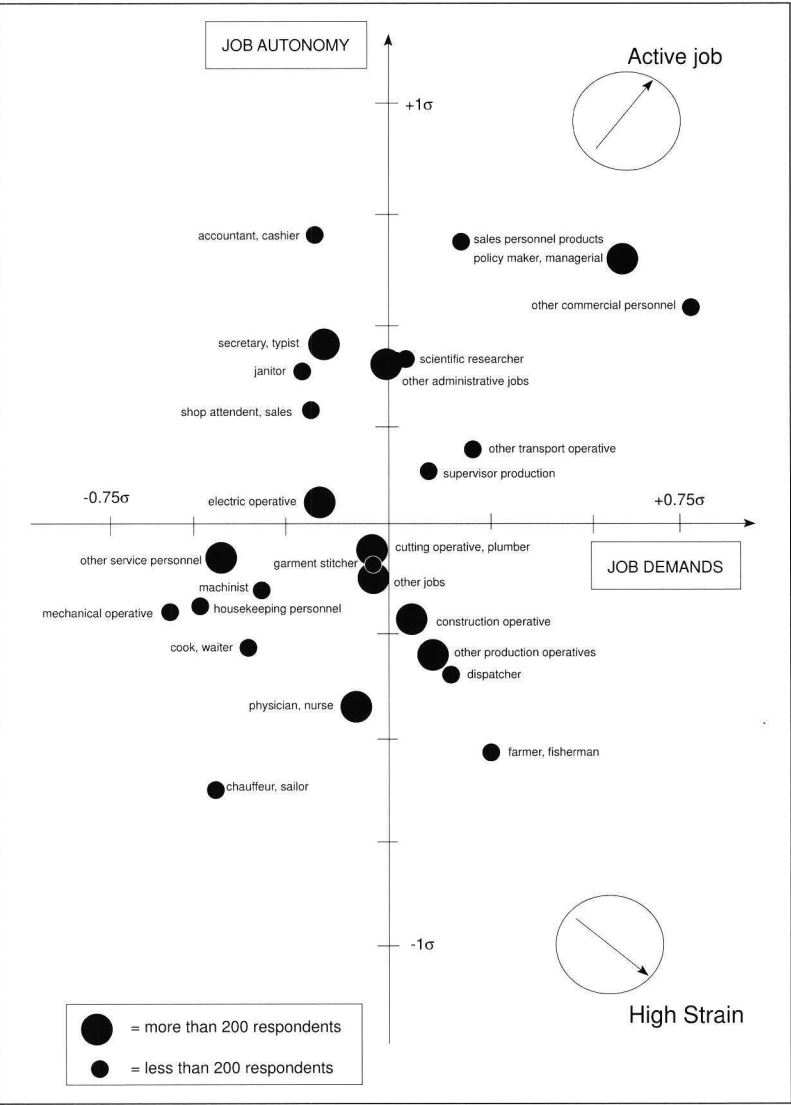 JOB AUTONOMY
Active job
+1σ
accountant, cashier
sales personnel products
policy maker, managerial
other commercial personnel
secretary, typist
scientific researcher
janitor
other administrative jobs
shop attendent, sales
other transport operative
supervisor production
-0.75σ
+0.75σ
electric operative
cutting operative, plumber
other service personnel
garment stitcher
JOB DEMANDS
other jobs
machinist
housekeeping personnel
mechanical operative
construction operative
cook, waiter
other production operatives
dispatcher
physician, nurse
farmer, fisherman
chauffeur, sailor
-1σ
High Strain
= more than 200 respondents
= less than 200 respondents